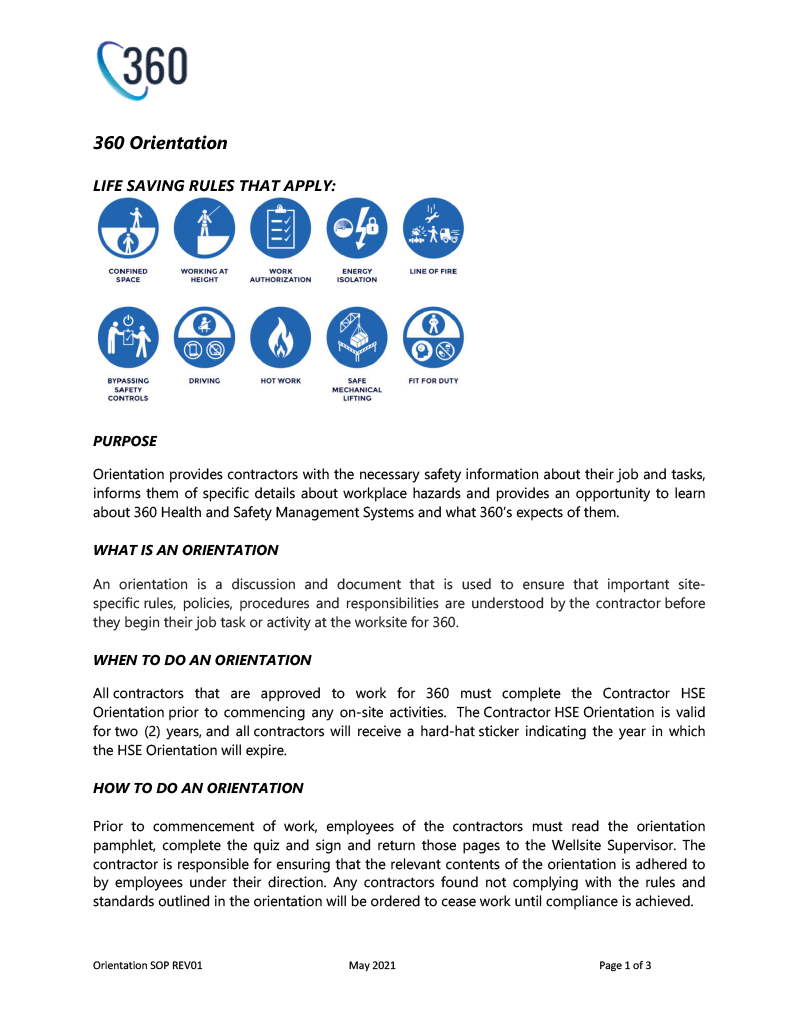 360
360 Orientation
LIFE SAVING RULES THAT APPLY:
CONFINED
SPACE
WORKING AT
HEIGHT
WORK
AUTHORIZATION
ENERGY
ISOLATION
LINE OF FIRE
BYPASSING
SAFETY
CONTROLS
DRIVING
HOT WORK
SAFE
MECHANICAL
LIFTING
FIT FOR DUTY
PURPOSE
Orientation provides contractors with the necessary safety information about their job and tasks,
informs them of specific details about workplace hazards and provides an opportunity to learn
about 360 Health and Safety Management Systems and what 360’s expects of them.
WHAT IS AN ORIENTATION
An orientation is a discussion and document that is used to ensure that important site-
specific rules, policies, procedures and responsibilities are understood by the contractor before
they begin their job task or activity at the worksite for 360.
WHEN TO DO AN ORIENTATION
All contractors that are approved to work for 360 must complete the Contractor HSE
Orientation prior to commencing any on-site activities. The Contractor HSE Orientation is valid
for two (2) years, and all contractors will receive a hard-hat sticker indicating the year in which
the HSE Orientation will expire.
HOW TO DO AN ORIENTATION
Prior to commencement of work, employees of the contractors must read the orientation
pamphlet, complete the quiz and sign and return those pages to the Wellsite Supervisor. The
contractor is responsible for ensuring that the relevant contents of the orientation is adhered to
by employees under their direction. Any contractors found not complying with the rules and
standards outlined in the orientation will be ordered to cease work until compliance is achieved.
Orientation SOP REV01
May 2021
Page 1 of 3